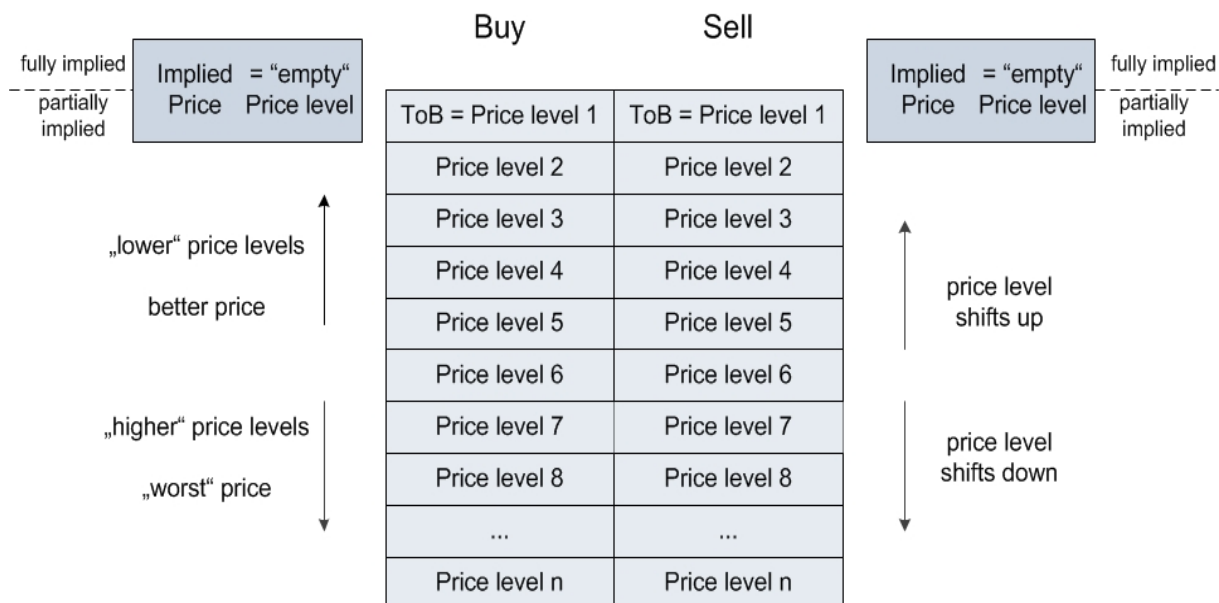 Buy
Sell
fully implied
partially
implied
Implied = “empty“
Price Price level
Implied = “empty“
Price Price level
fully implied
partially
implied
ToB = Price level 1
ToB = Price level 1
Price level 2
Price level 2
Price level 3
Price level 3
Price level 4
Price level 4
Price level 5
Price level 5
Price level 6
Price level 6
Price level 7
Price level 7
Price level 8
Price level 8
...
...
Price level n
Price level n
„lower“ price levels
better price
„higher“ price levels
„worst“ price
price level
shifts up
price level
shifts down